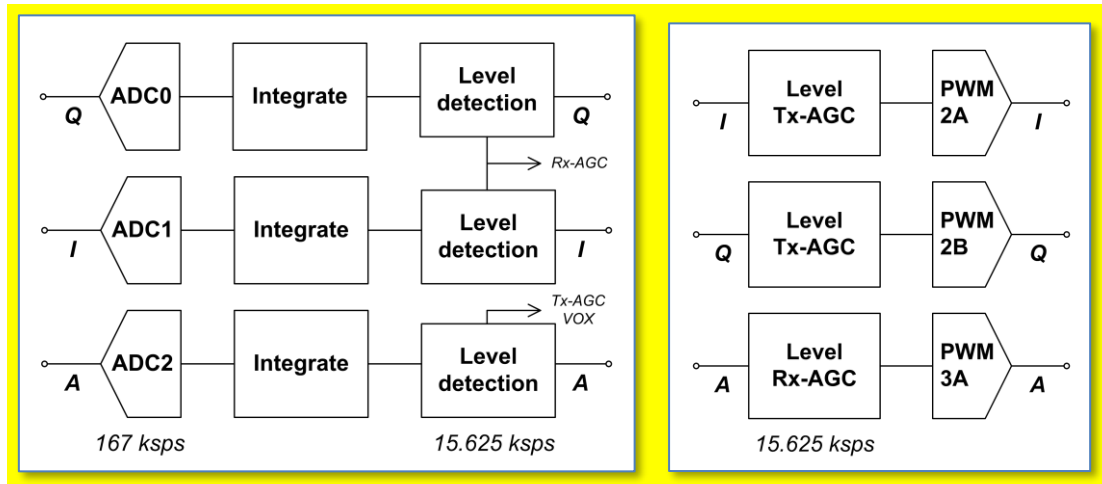 ADC0
Integrate
Level
detection
Q
Q
Rx-AGC
ADC1
Integrate
Level
detection
I
I
Tx-AGC
VOX
ADC2
Integrate
Level
detection
A
A
167 ksps
15.625 ksps
Level
Tx-AGC
PWM
2A
I
I
Level
Tx-AGC
PWM
2B
Q
Q
Level
Rx-AGC
PWM
3A
A
A
15.625 ksps